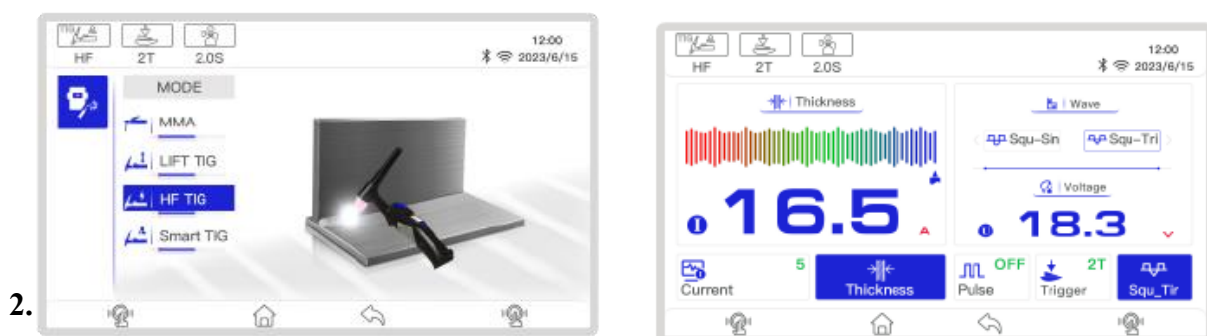 TIG
HF 2T 2.0S
12:00
2023/6/15
MODE
MMA
LIFT TIG
HF TIG
Smart TIG
2.
TIG
HF 2T 2.0S
12:00
2023/6/15
Thickness
16.5 A
Wave
Squ-Sin Squ-Tri
Voltage
18.3 V
5 OFF 2T
Current Thickness Pulse Trigger Squ_Tir